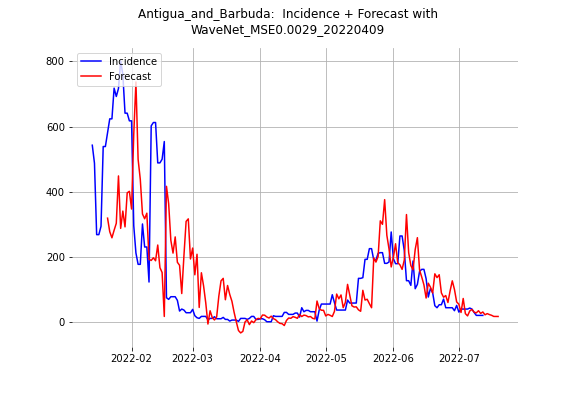 Antigua_and_Barbuda:  Incidence + Forecast with
WaveNet_MSE0.0029_20220409
Incidence
Forecast
800
600
400
200
0
2022-02
2022-03
2022-04
2022-05
2022-06
2022-07